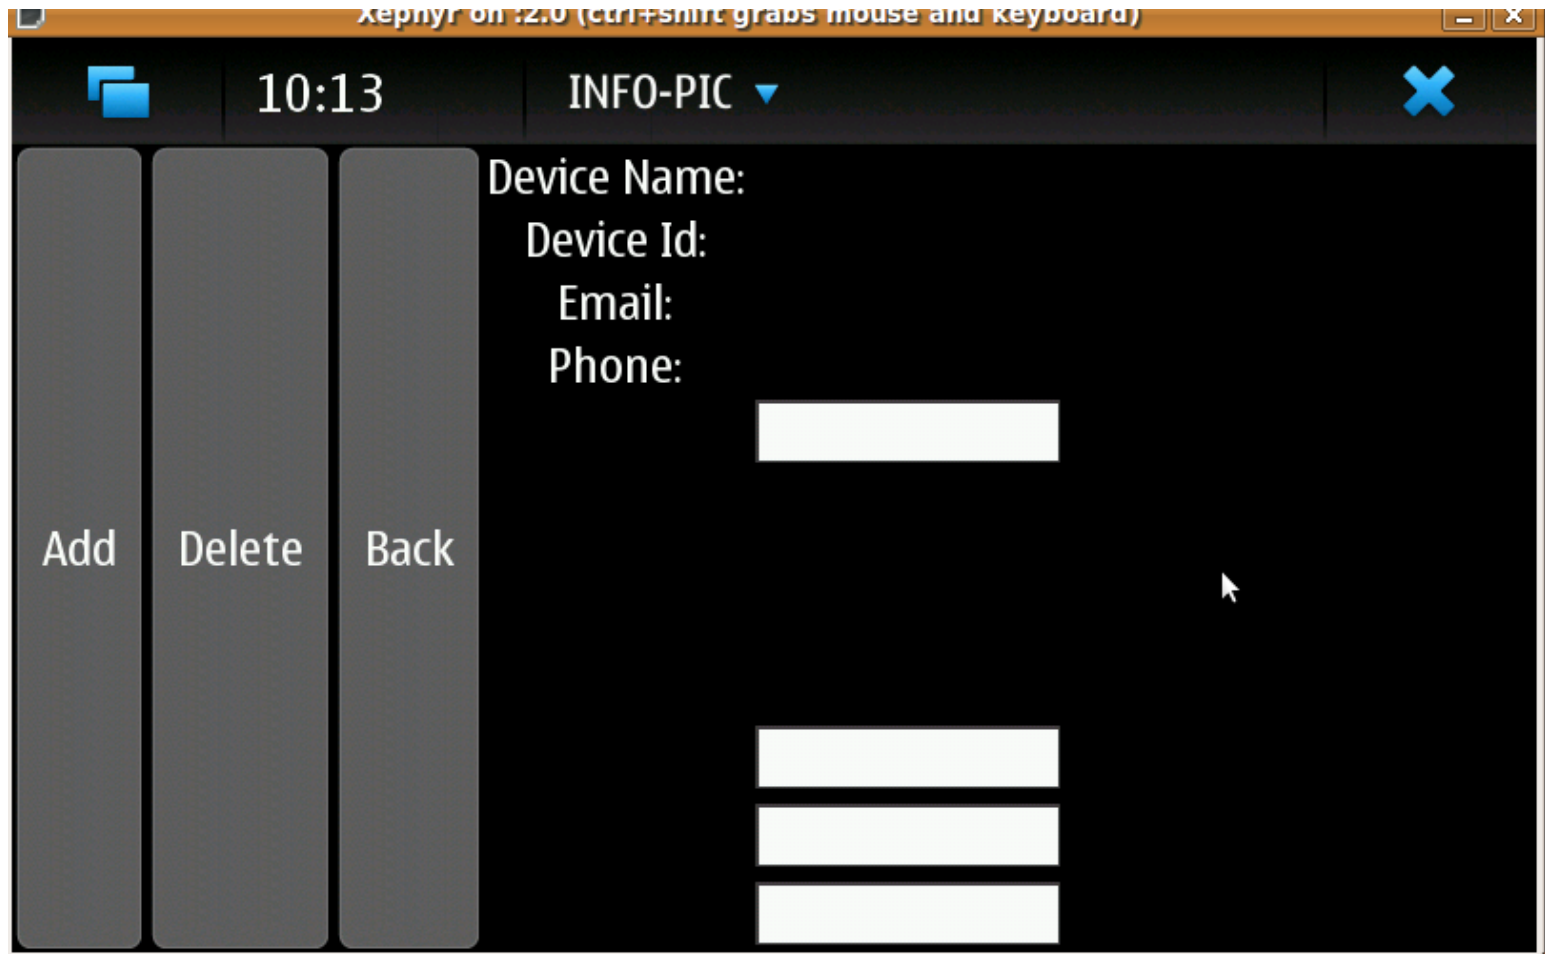 Xephyr on :2.0 (ctrl+shift grabs mouse and keyboard)
10:13 INFO-PIC
Device Name:
Device Id:
Email:
Phone:
Add Delete Back